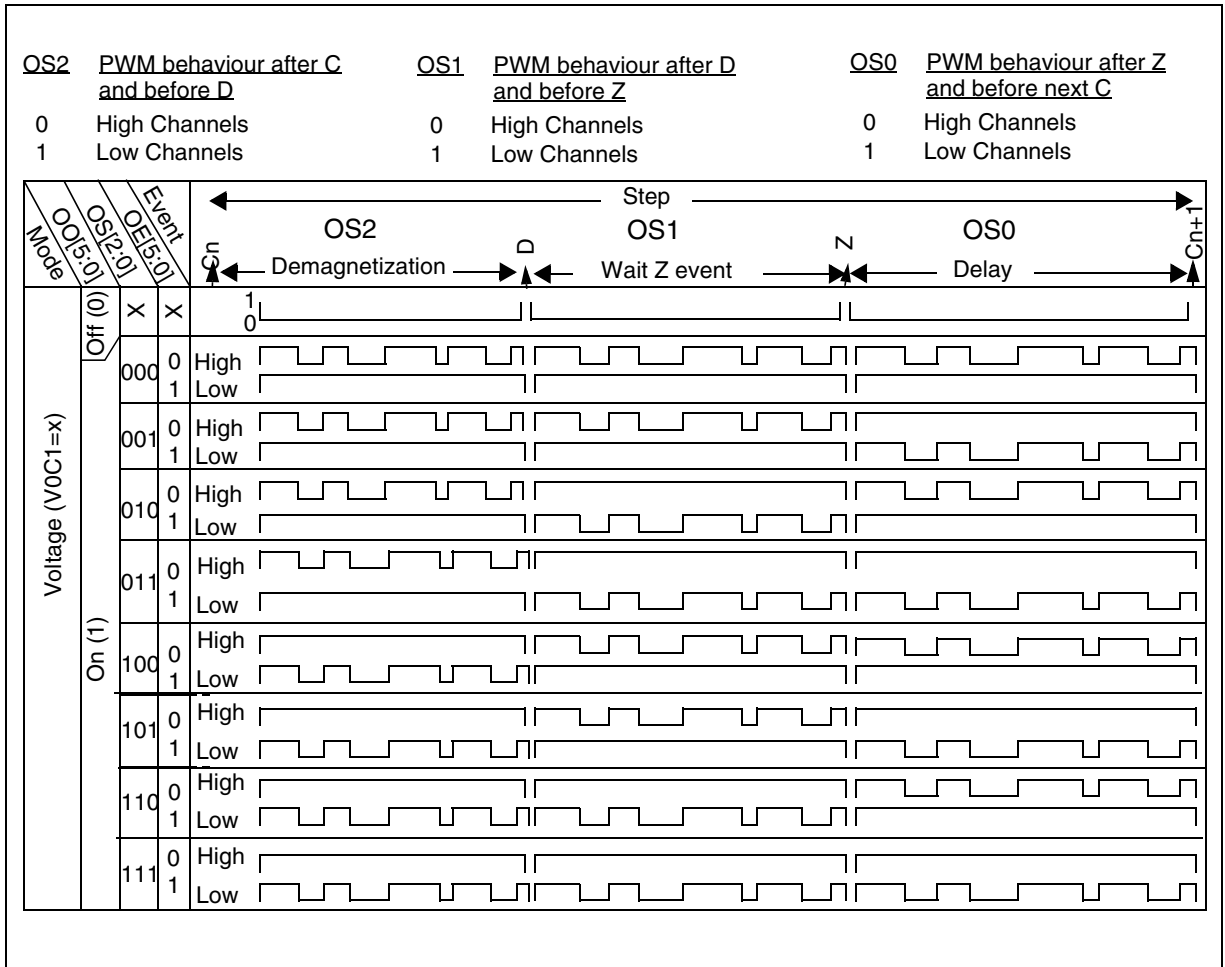 OS2 PWM behaviour after C and before D
0 High Channels
1 Low Channels
OS1 PWM behaviour after D and before Z
0 High Channels
1 Low Channels
OS0 PWM behaviour after Z and before next C
0 High Channels
1 Low Channels
Mode
OO[5:0]
OS[2:0]
OE[5:0]
Event
Step
Cn
OS2
D
OS1
Z
OS0
Cn+1
Demagnetization
Wait Z event
Delay
Voltage (V0C1=x)
Off (0)
X
X
1
0
On (1)
000 0 High
1 Low
001 0 High
1 Low
010 0 High
1 Low
011 0 High
1 Low
100 0 High
1 Low
101 0 High
1 Low
110 0 High
1 Low
111 0 High
1 Low